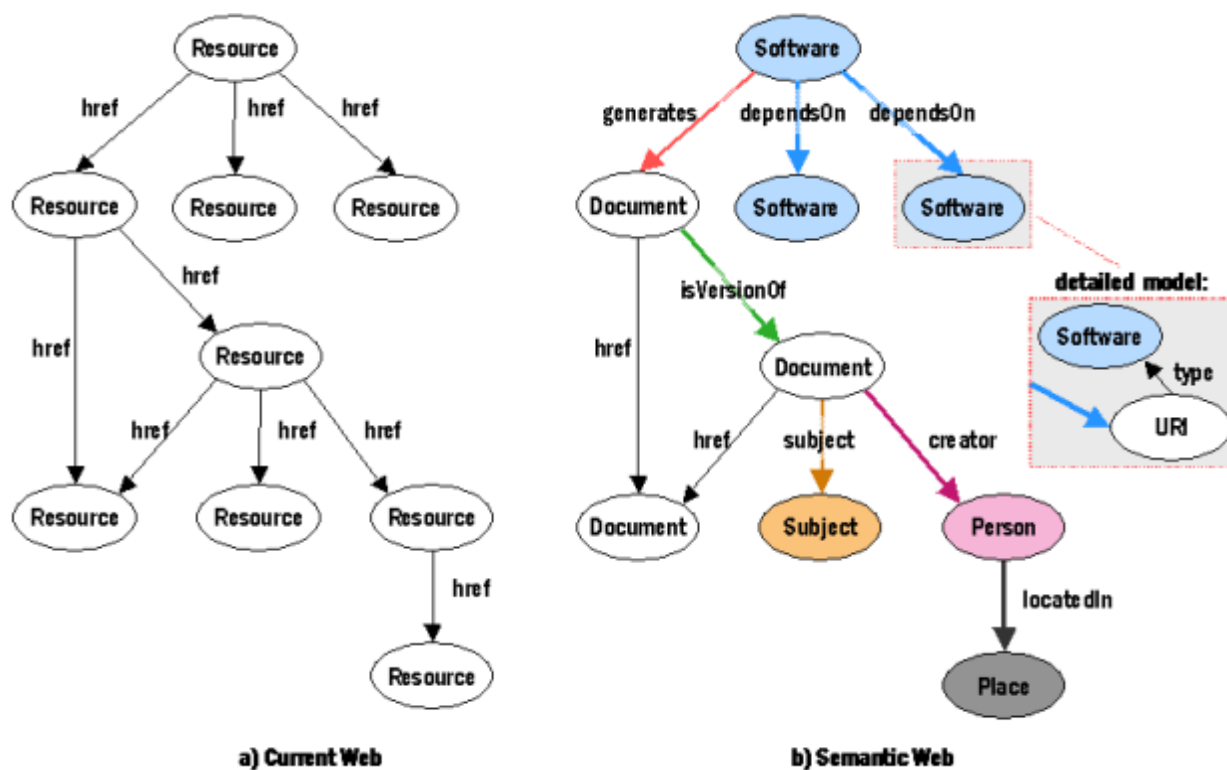 Resource
href
href
href
Resource
Resource
Resource
href
href
Resource
href
href
href
Resource
Resource
Resource
href
Resource
a) Current Web
Software
generates
dependsOn
dependsOn
Document
Software
Software
detailed model:
isVersionOf
Software
type
URI
href
Document
href
subject
creator
Document
Subject
Person
locatedIn
Place
b) Semantic Web